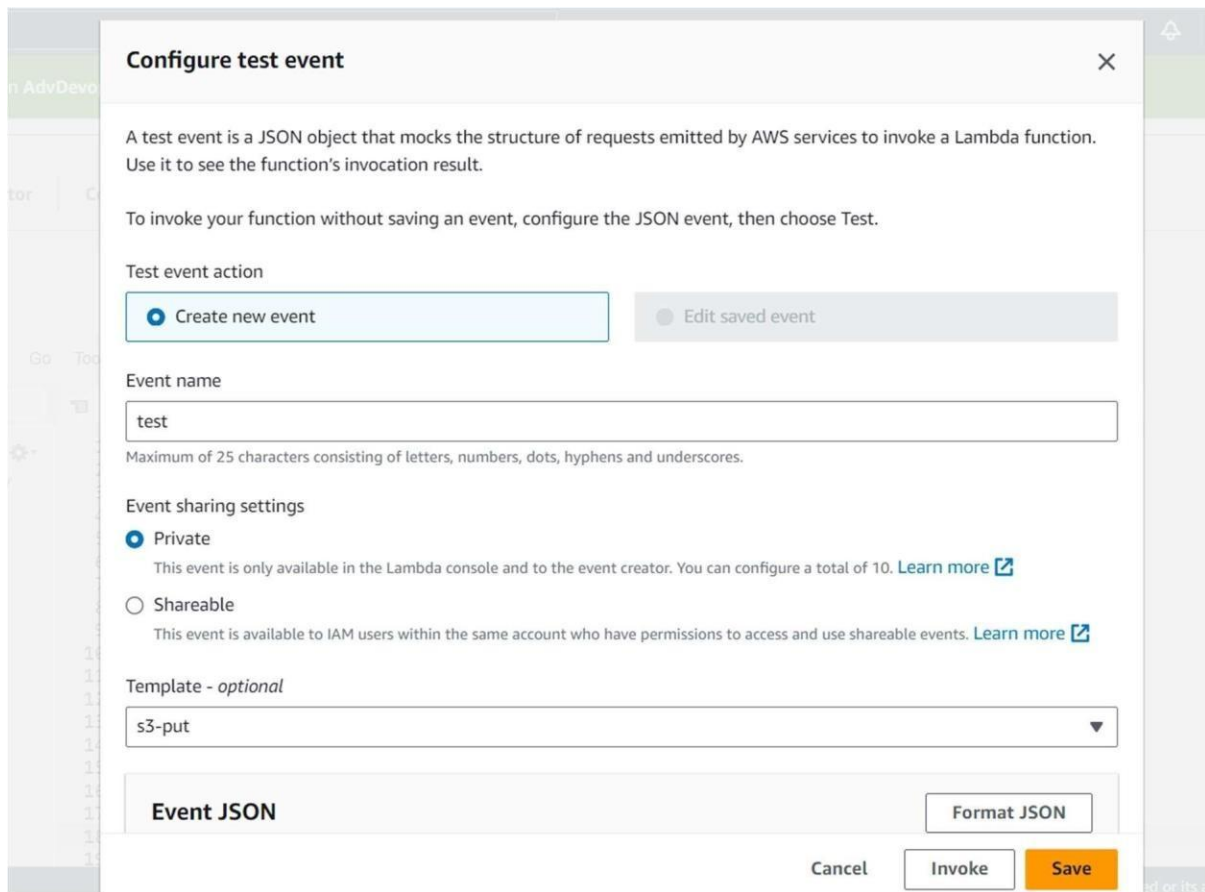 Configure test event
n AdvDevo
A test event is a JSON object that mocks the structure of requests emitted by AWS services to invoke a Lambda function.
Use it to see the function's invocation result.
tor
To invoke your function without saving an event, configure the JSON event, then choose Test.
Test event action
Create new event
Edit saved event
Go Too
Event name
test
Maximum of 25 characters consisting of letters, numbers, dots, hyphens and underscores.
Event sharing settings
Private
This event is only available in the Lambda console and to the event creator. You can configure a total of 10. Learn more
Shareable
This event is available to IAM users within the same account who have permissions to access and use shareable events. Learn more
Template - optional
s3-put
Event JSON
Format JSON
Cancel
Invoke
Save